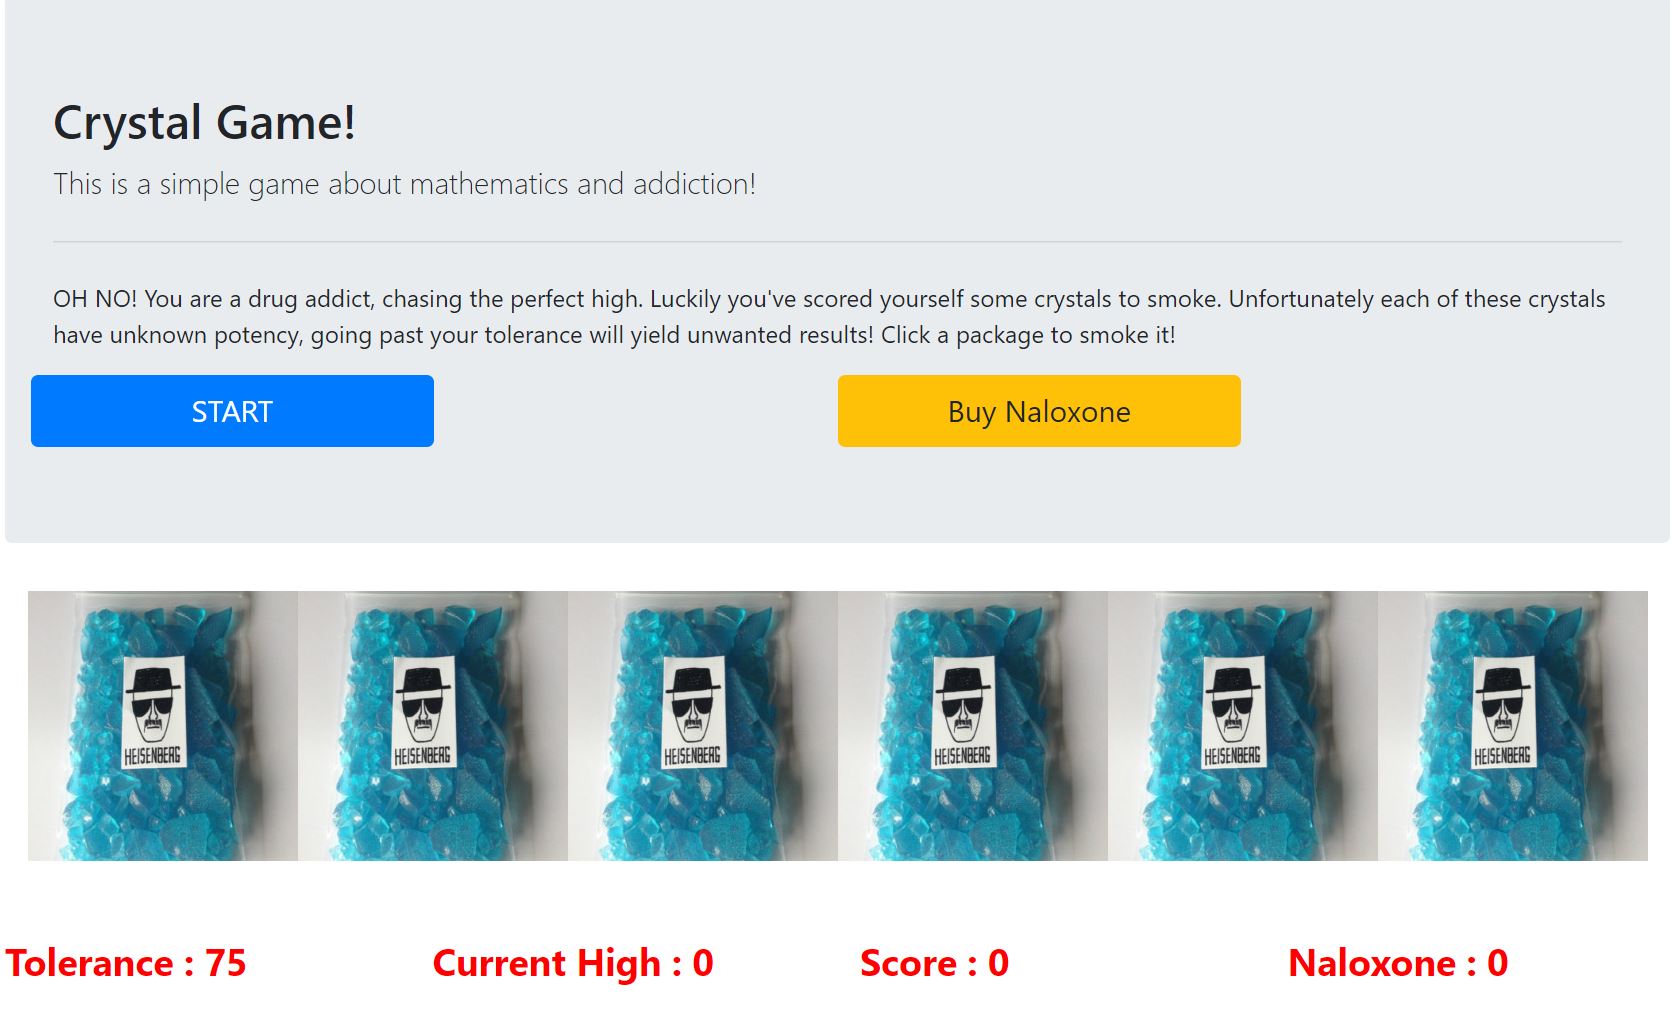 Crystal Game!
This is a simple game about mathematics and addiction!
OH NO! You are a drug addict, chasing the perfect high. Luckily you've scored yourself some crystals to smoke. Unfortunately each of these crystals
have unknown potency, going past your tolerance will yield unwanted results! Click a package to smoke it!
START
Buy Naloxone
HEISENBERG
HEISENBERG
HEISENBERG
HEISENBERG
HEISENBERG
HEISENBERG
Tolerance : 75
Current High : 0
Score : 0
Naloxone : 0